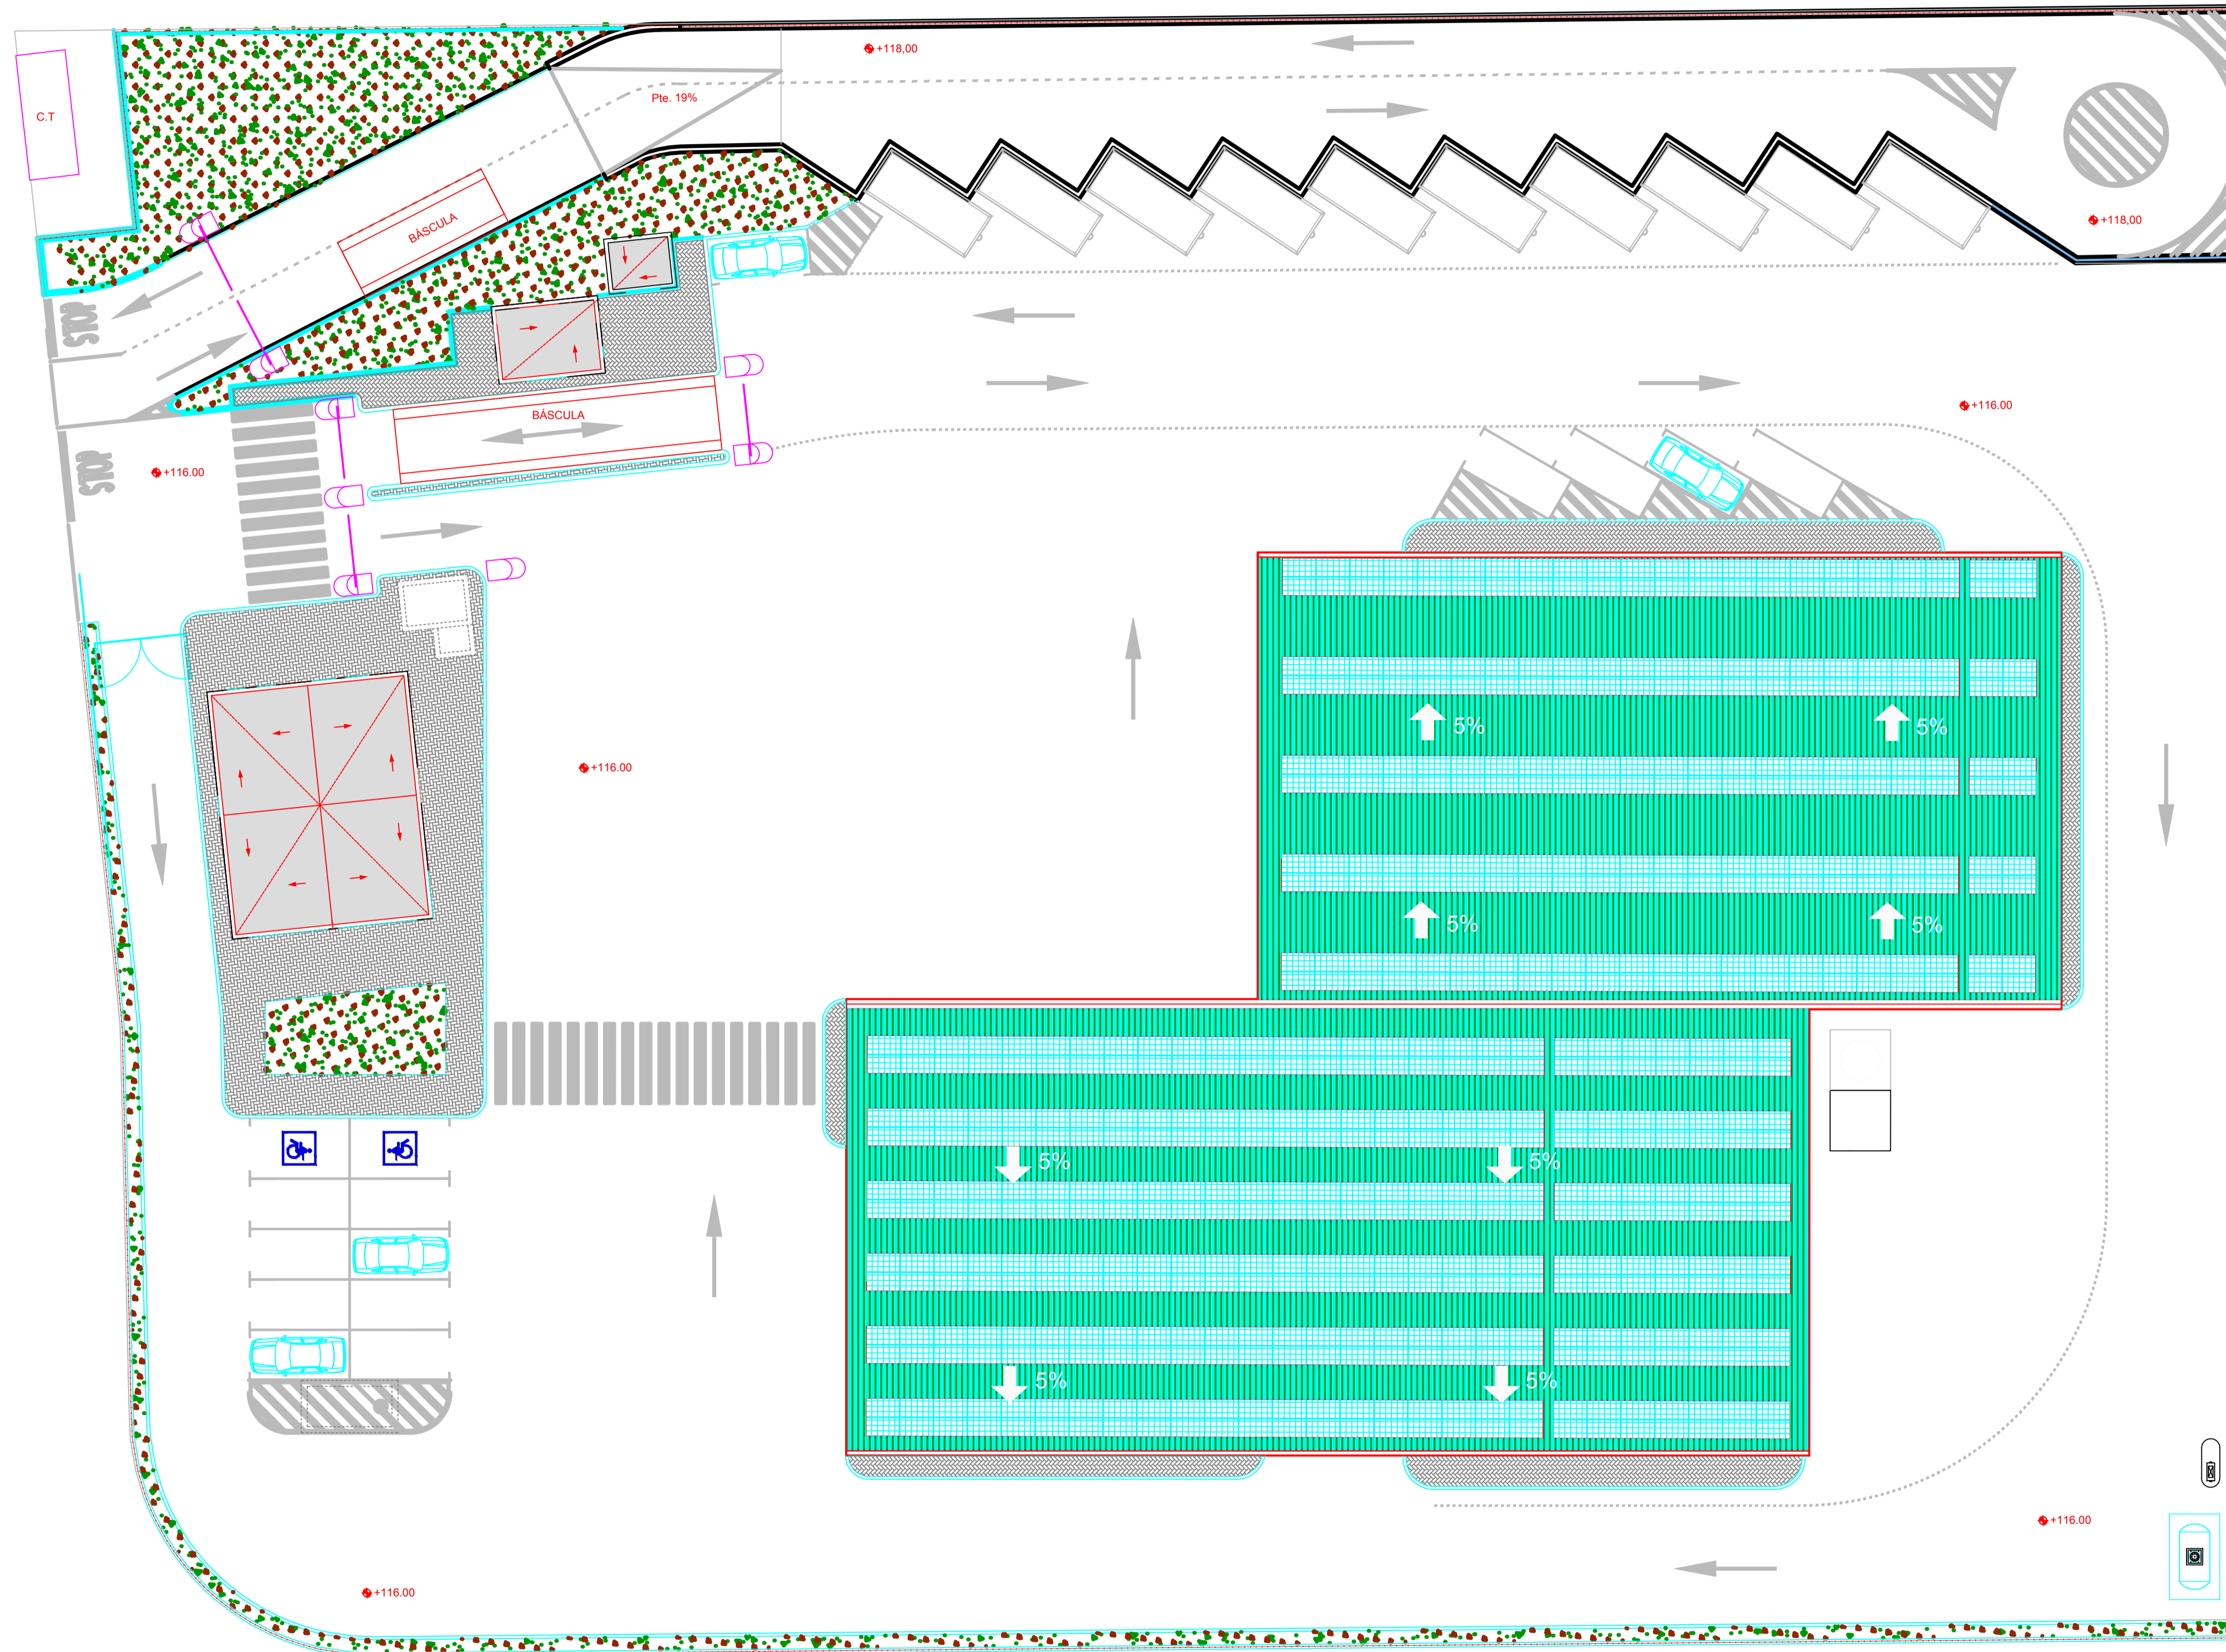 +118,00
Pte. 19%
C.T
+118,00
BÁSCULA
STOP
+116.00
BÁSCULA
STOP
+116.00
5%
5%
+116.00
5%
5%
5%
5%
5%
5%
+116.00
+116.00